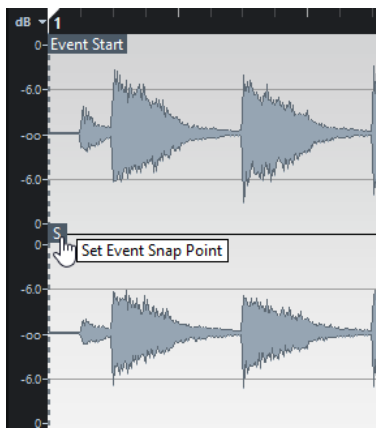 dB 1
0- Event Start
-6.0-
-oo-
-6.0-
0-
S
0-
Set Event Snap Point
-6.0-
-oo-
-6.0-
0-